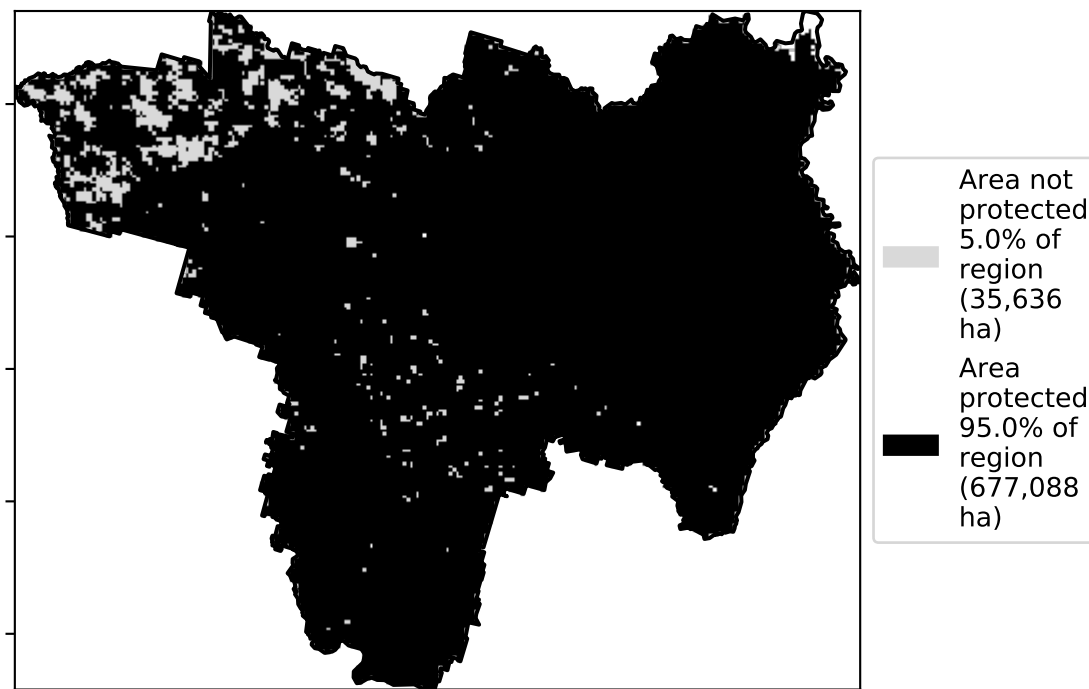 Area not
protected
5.0% of
region
(35,636
ha)
Area
protected
95.0% of
region
(677,088
ha)